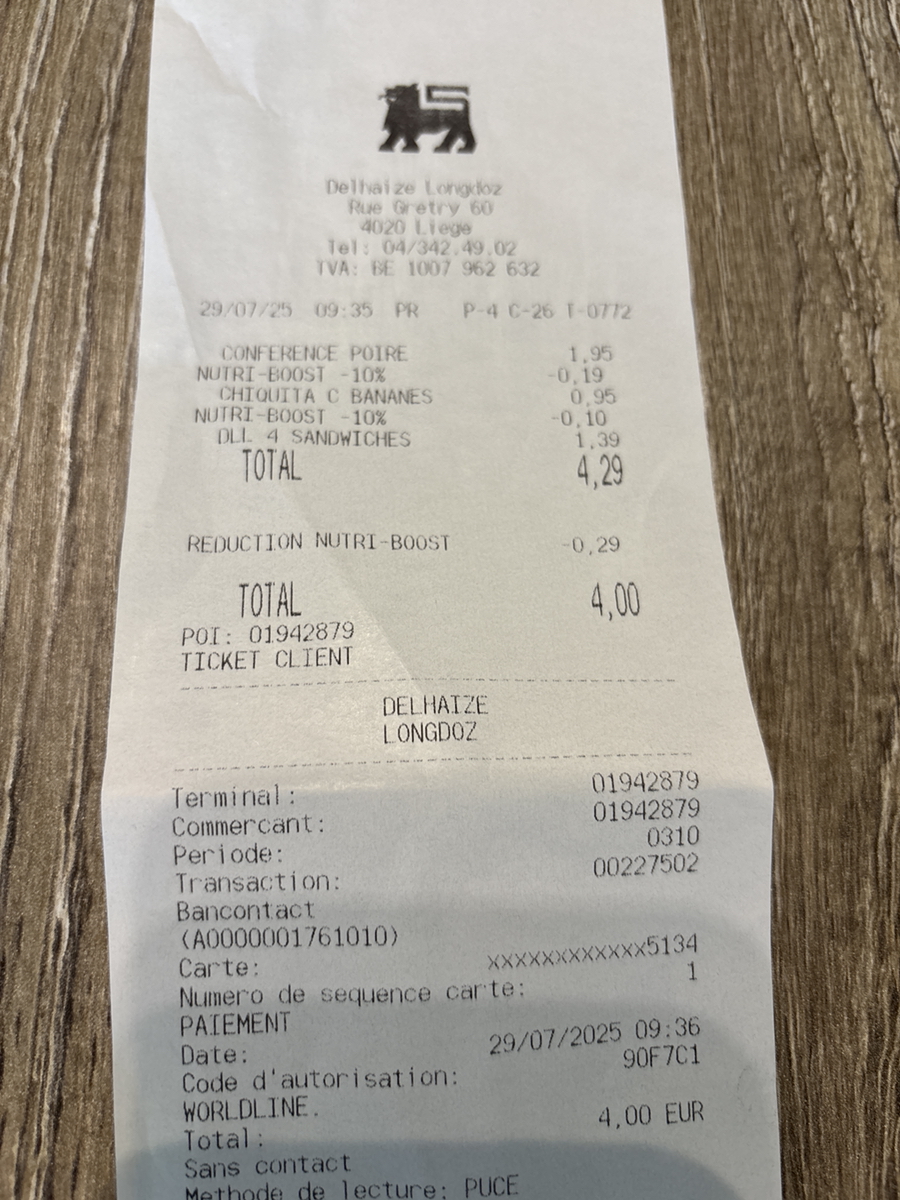 Delhaize Longdoz
Rue Gretry 60
4020 Liege
Tel: 04/342.49.02
TVA: BE 1007 962 632
29/07/25 09:35 PR P-4 C-26 T-0772
CONFERENCE POIRE 1,95
NUTRI-BOOST -10% -0,19
CHIQUITA C BANANES 0,95
NUTRI-BOOST -10% -0,10
DLL 4 SANDWICHES 1,39
TOTAL 4,29
REDUCTION NUTRI-BOOST -0,29
TOTAL 4,00
POI: 01942879
TICKET CLIENT
DELHAIZE
LONGDOZ
Terminal: 01942879
Commercant: 01942879
Periode: 0310
Transaction: 00227502
Bancontact
(A0000001761010)
Carte: xxxxxxxxxxxxx5134
Numero de sequence carte: 1
PAIEMENT
Date: 29/07/2025 09:36
Code d'autorisation: 90F7C1
WORLDLINE.
Total: 4,00 EUR
Sans contact
Methode de lecture: PUCE